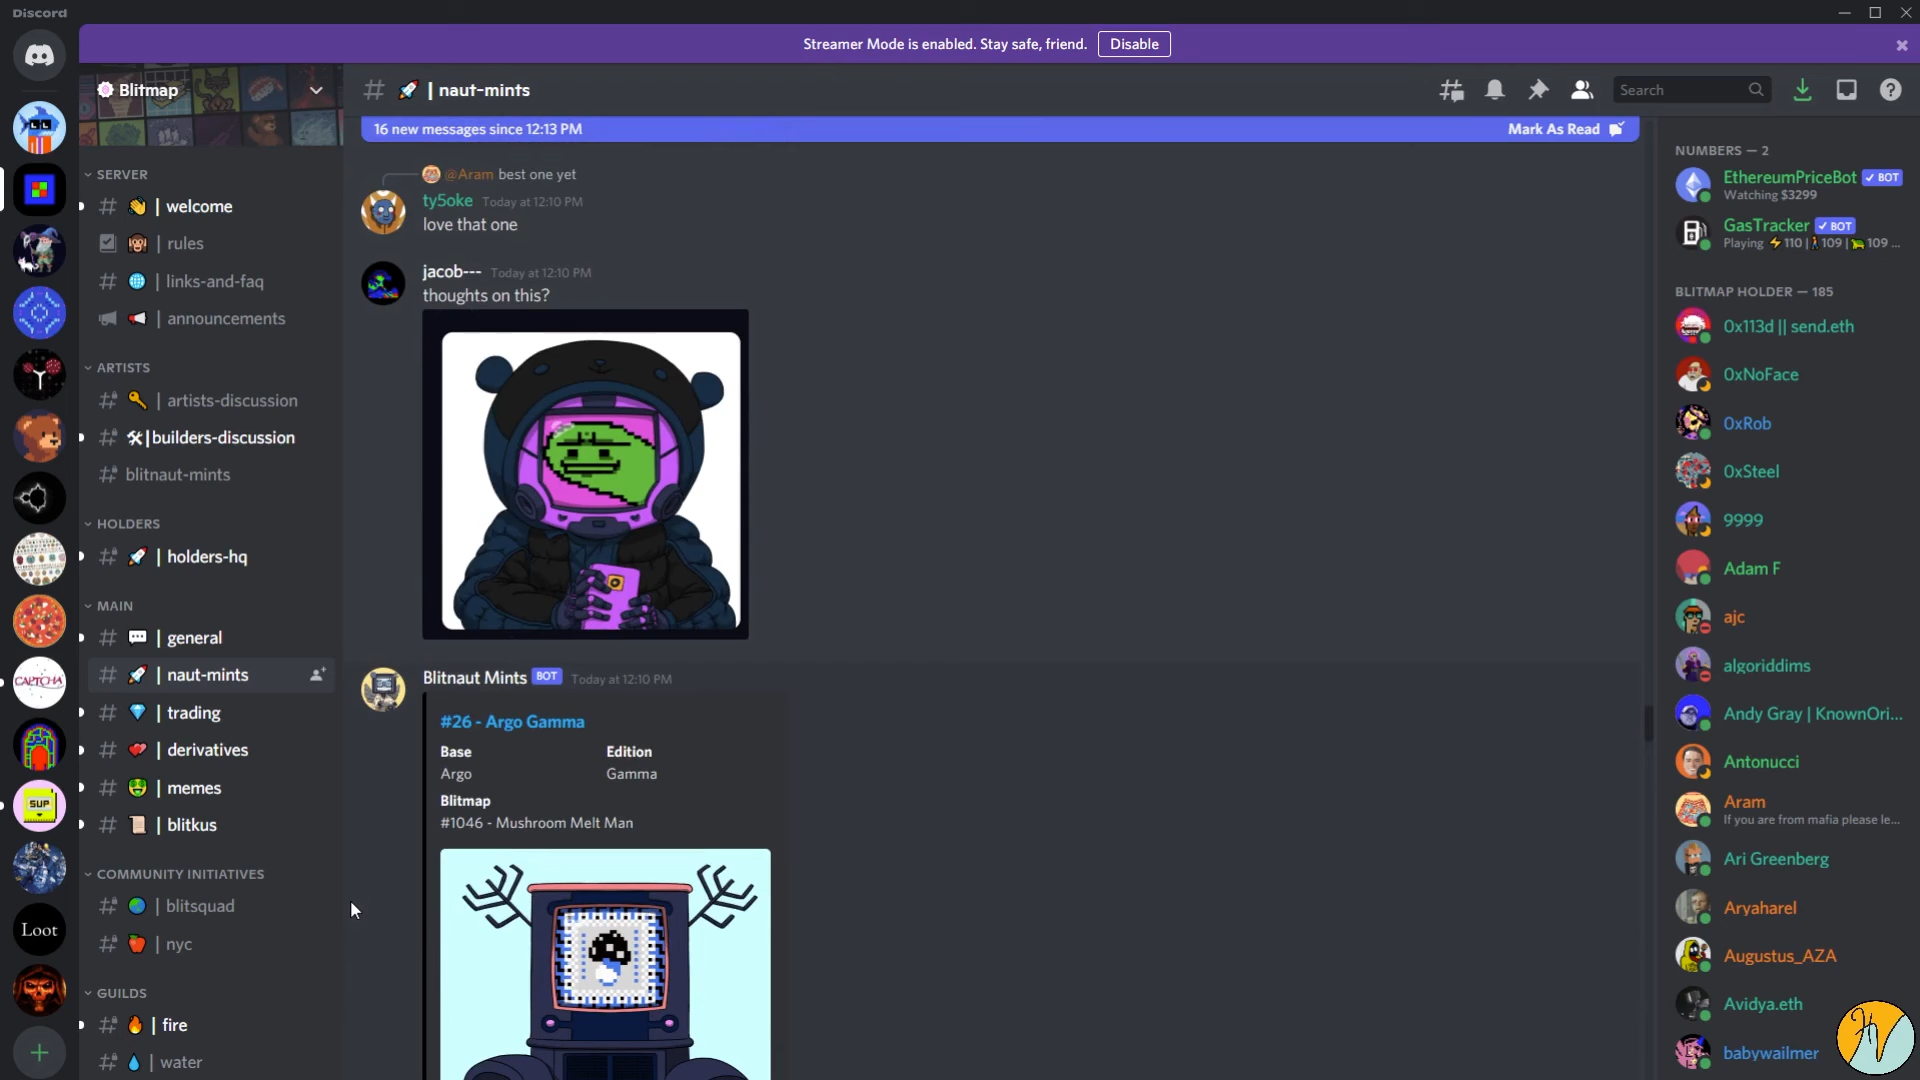 Discord
Streamer Mode is enabled. Stay safe, friend.
Disable
Blitmap
SERVER
| welcome
| rules
| links-and-faq
| announcements
ARTISTS
| artists-discussion
|builders-discussion
blitnaut-mints
HOLDERS
| holders-hq
MAIN
| general
| naut-mints
| trading
| derivatives
| memes
| blitkus
COMMUNITY INITIATIVES
| blitsquad
| nyc
GUILDS
| fire
| water
CAPTCHA
SUP
Loot
| naut-mints
Search
16 new messages since 12:13 PM
Mark As Read
@Aram best one yet
ty5oke Today at 12:10 PM
love that one
jacob--- Today at 12:10 PM
thoughts on this?
Blitnaut Mints BOT Today at 12:10 PM
#26 - Argo Gamma
Base Edition
Argo Gamma
Blitmap
#1046 - Mushroom Melt Man
NUMBERS — 2
EthereumPriceBot ✓ BOT
Watching $3299
GasTracker ✓ BOT
Playing ⚡110 |🚶109 |🐢109 ...
BLITMAP HOLDER — 185
0x113d || send.eth
0xNoFace
0xRob
0xSteel
9999
Adam F
ajc
algoriddims
Andy Gray | KnownOri...
Antonucci
Aram
If you are from mafia please le...
Ari Greenberg
Aryaharel
Augustus_AZA
Avidya.eth
babywailmer